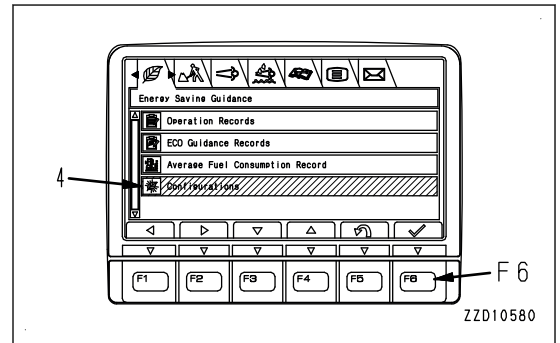 Energy Saving Guidance
Operation Records
ECO Guidance Records
Average Fuel Consumption Record
4 Configurations
F1 F2 F3 F4 F5 F6 F6
ZZD10580